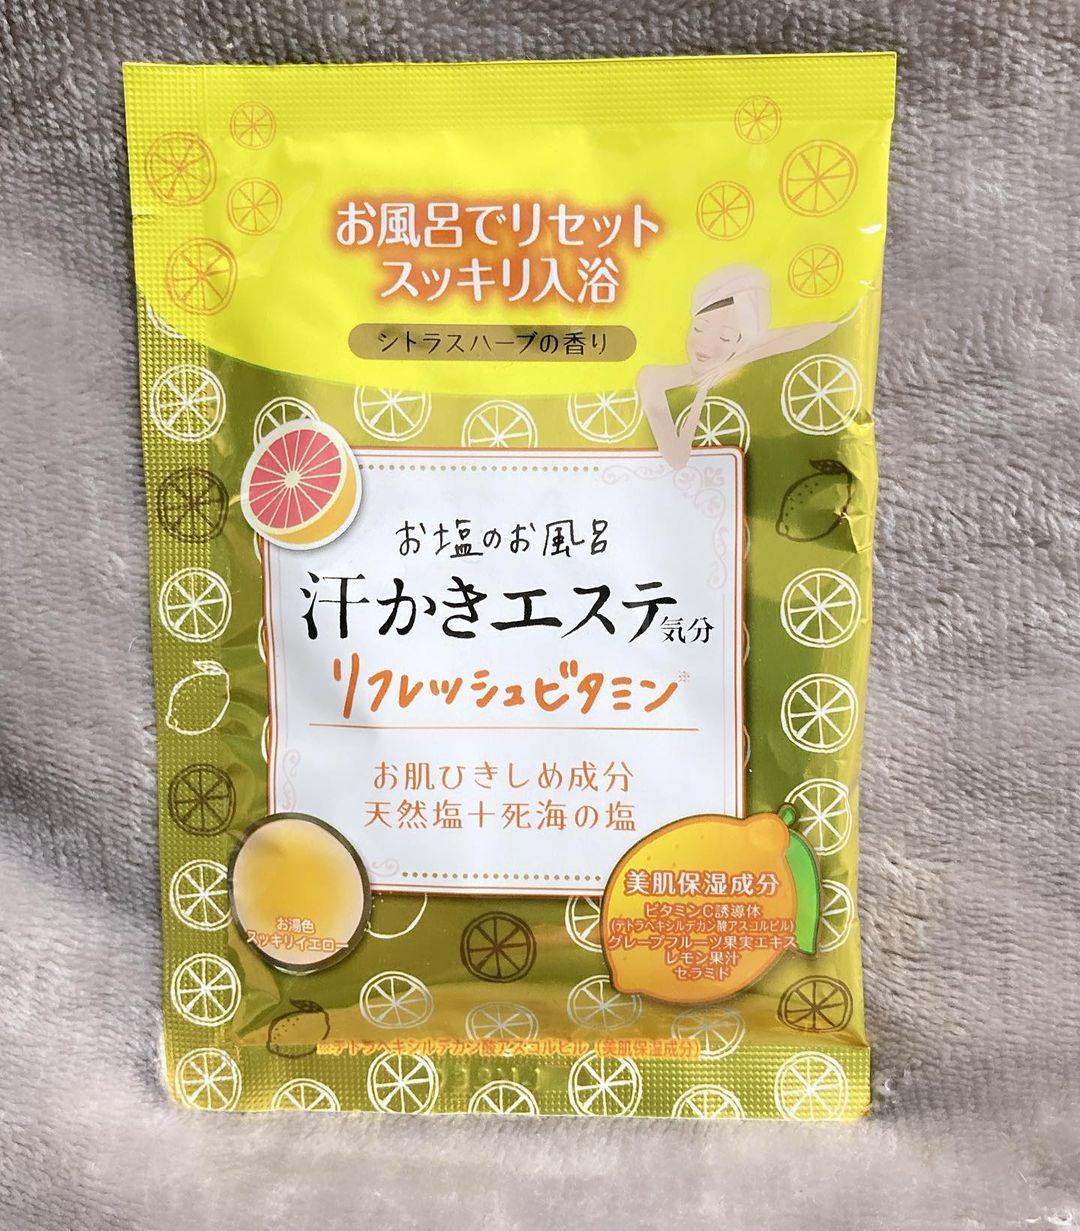 お風呂でリセット
スッキリ入浴
シトラスハーブの香り
お塩のお風呂
汗かきエステ気分
リフレッシュビタミン※
お肌ひきしめ成分
天然塩＋死海の塩
お湯色
スッキリイエロー
美肌保湿成分
ビタミンC誘導体
(テトラヘキシルデカン酸アスコルビル)
グレープフルーツ果実エキス
レモン果汁
セラミド
※テトラヘキシルデカン酸アスコルビル（美肌保湿成分）